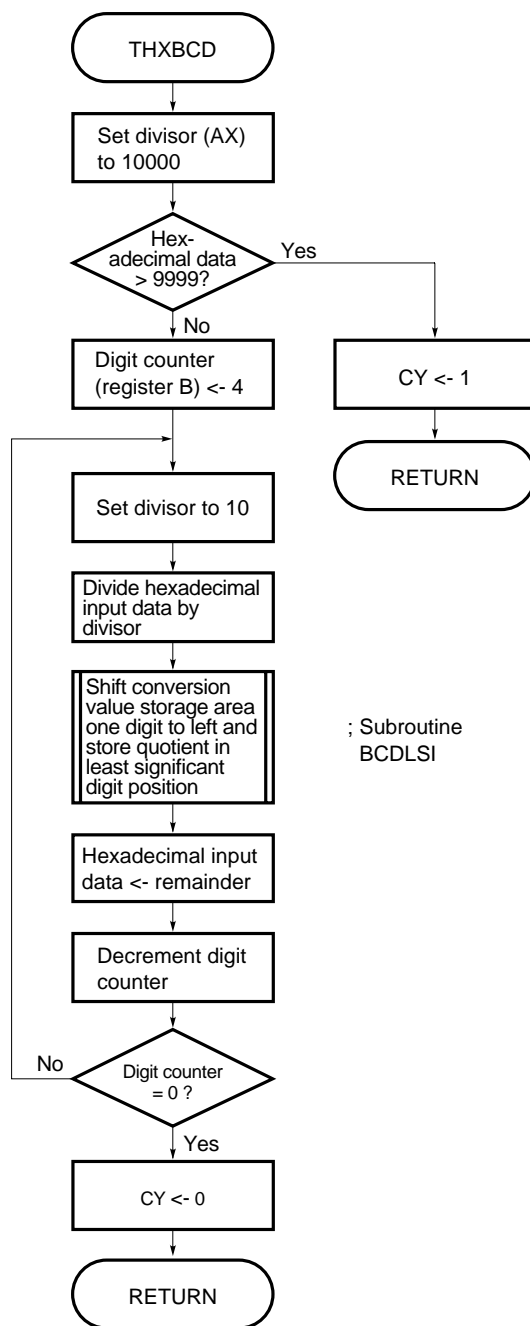 THXBCD
Set divisor (AX)
to 10000
Hex-
adecimal data
> 9999?
Yes
No
Digit counter
(register B) <- 4
CY <- 1
RETURN
Set divisor to 10
Divide hexadecimal
input data by
divisor
Shift conversion
value storage area
one digit to left and
store quotient in
least significant
digit position
; Subroutine
BCDLSI
Hexadecimal input
data <- remainder
Decrement digit
counter
No
Digit counter
= 0 ?
Yes
CY <- 0
RETURN